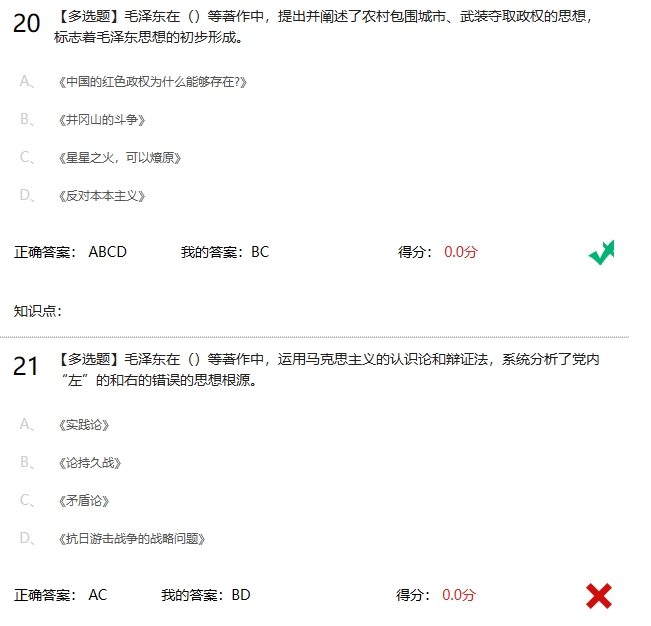 20
【多选题】毛泽东在（）等著作中，提出并阐述了农村包围城市、武装夺取政权的思想，
标志着毛泽东思想的初步形成。
A、 《中国的红色政权为什么能够存在?》
B、 《井冈山的斗争》
C、 《星星之火，可以燎原》
D、 《反对本本主义》
正确答案： ABCD 我的答案：BC 得分： 0.0分
知识点：
21
【多选题】毛泽东在（）等著作中，运用马克思主义的认识论和辩证法，系统分析了党内
“左”的和右的错误的思想根源。
A、 《实践论》
B、 《论持久战》
C、 《矛盾论》
D、 《抗日游击战争的战略问题》
正确答案： AC 我的答案：BD 得分： 0.0分